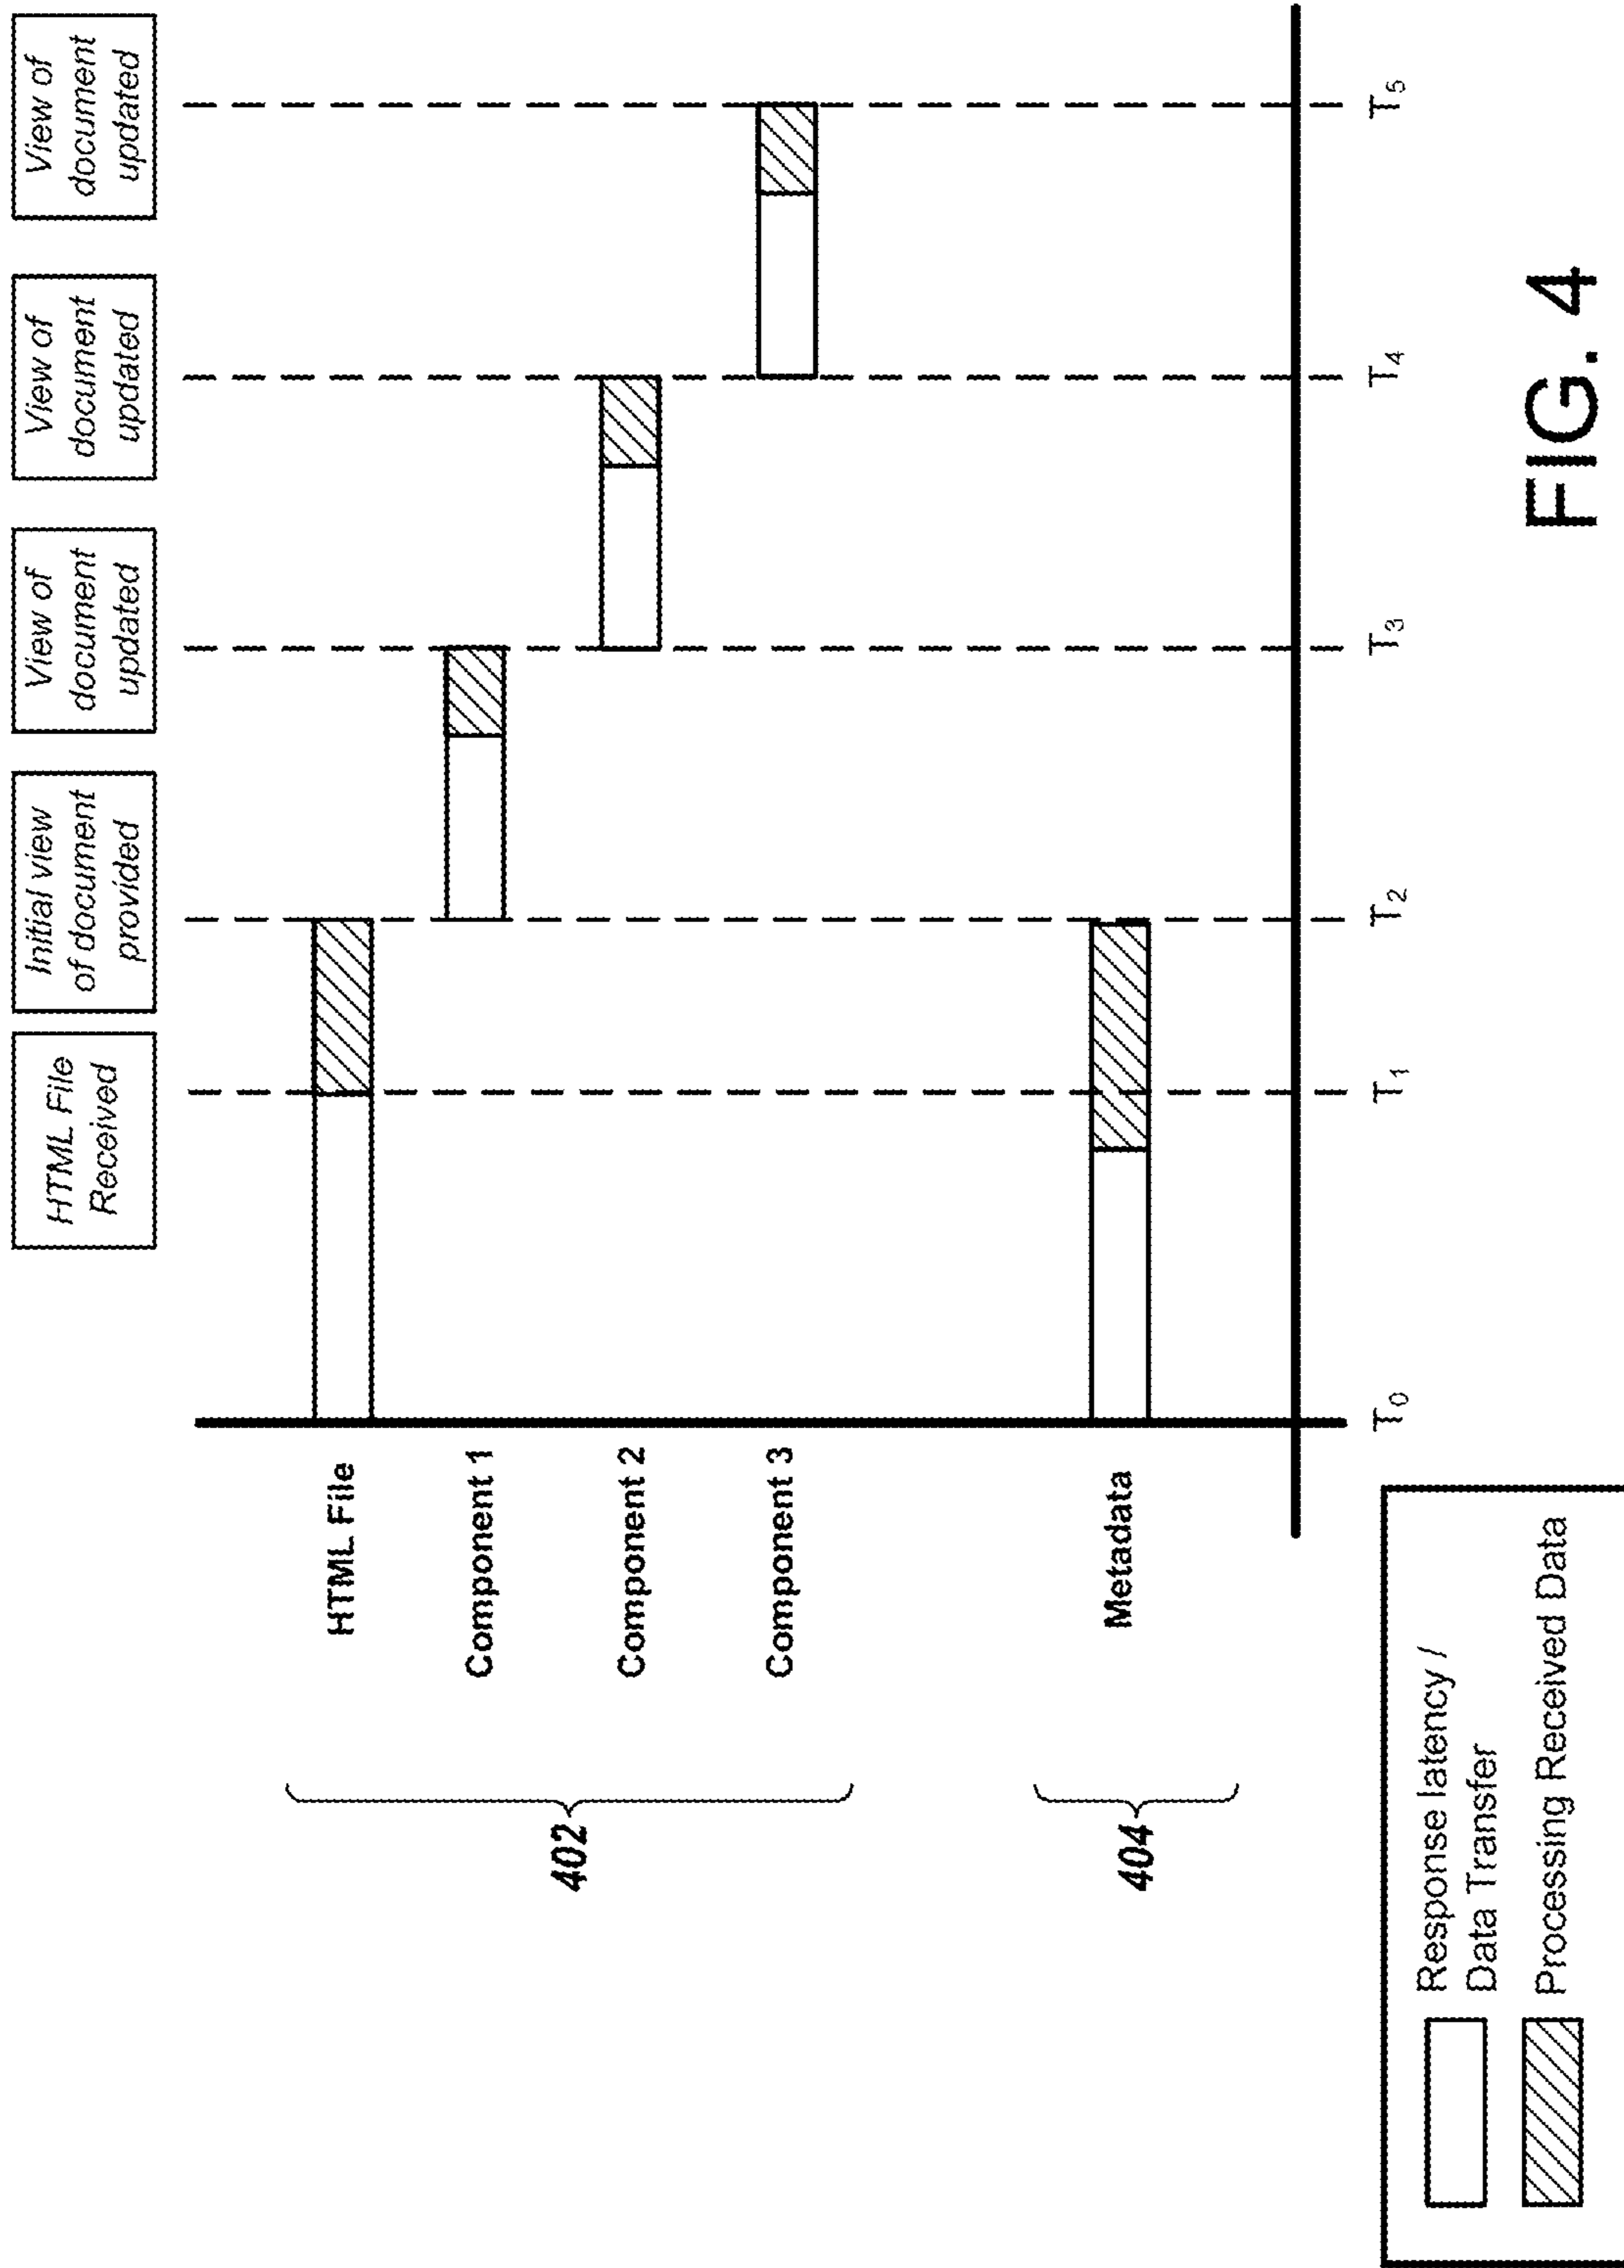 HTML File
Received
Initial view
of document
provided
View of
document
updated
View of
document
updated
View of
document
updated
HTML File
Component 1
Component 2
Component 3
402
Metadata
404
T0
T1
T2
T3
T4
T5
Response latency /
Data Transfer
Processing Received Data
FIG. 4